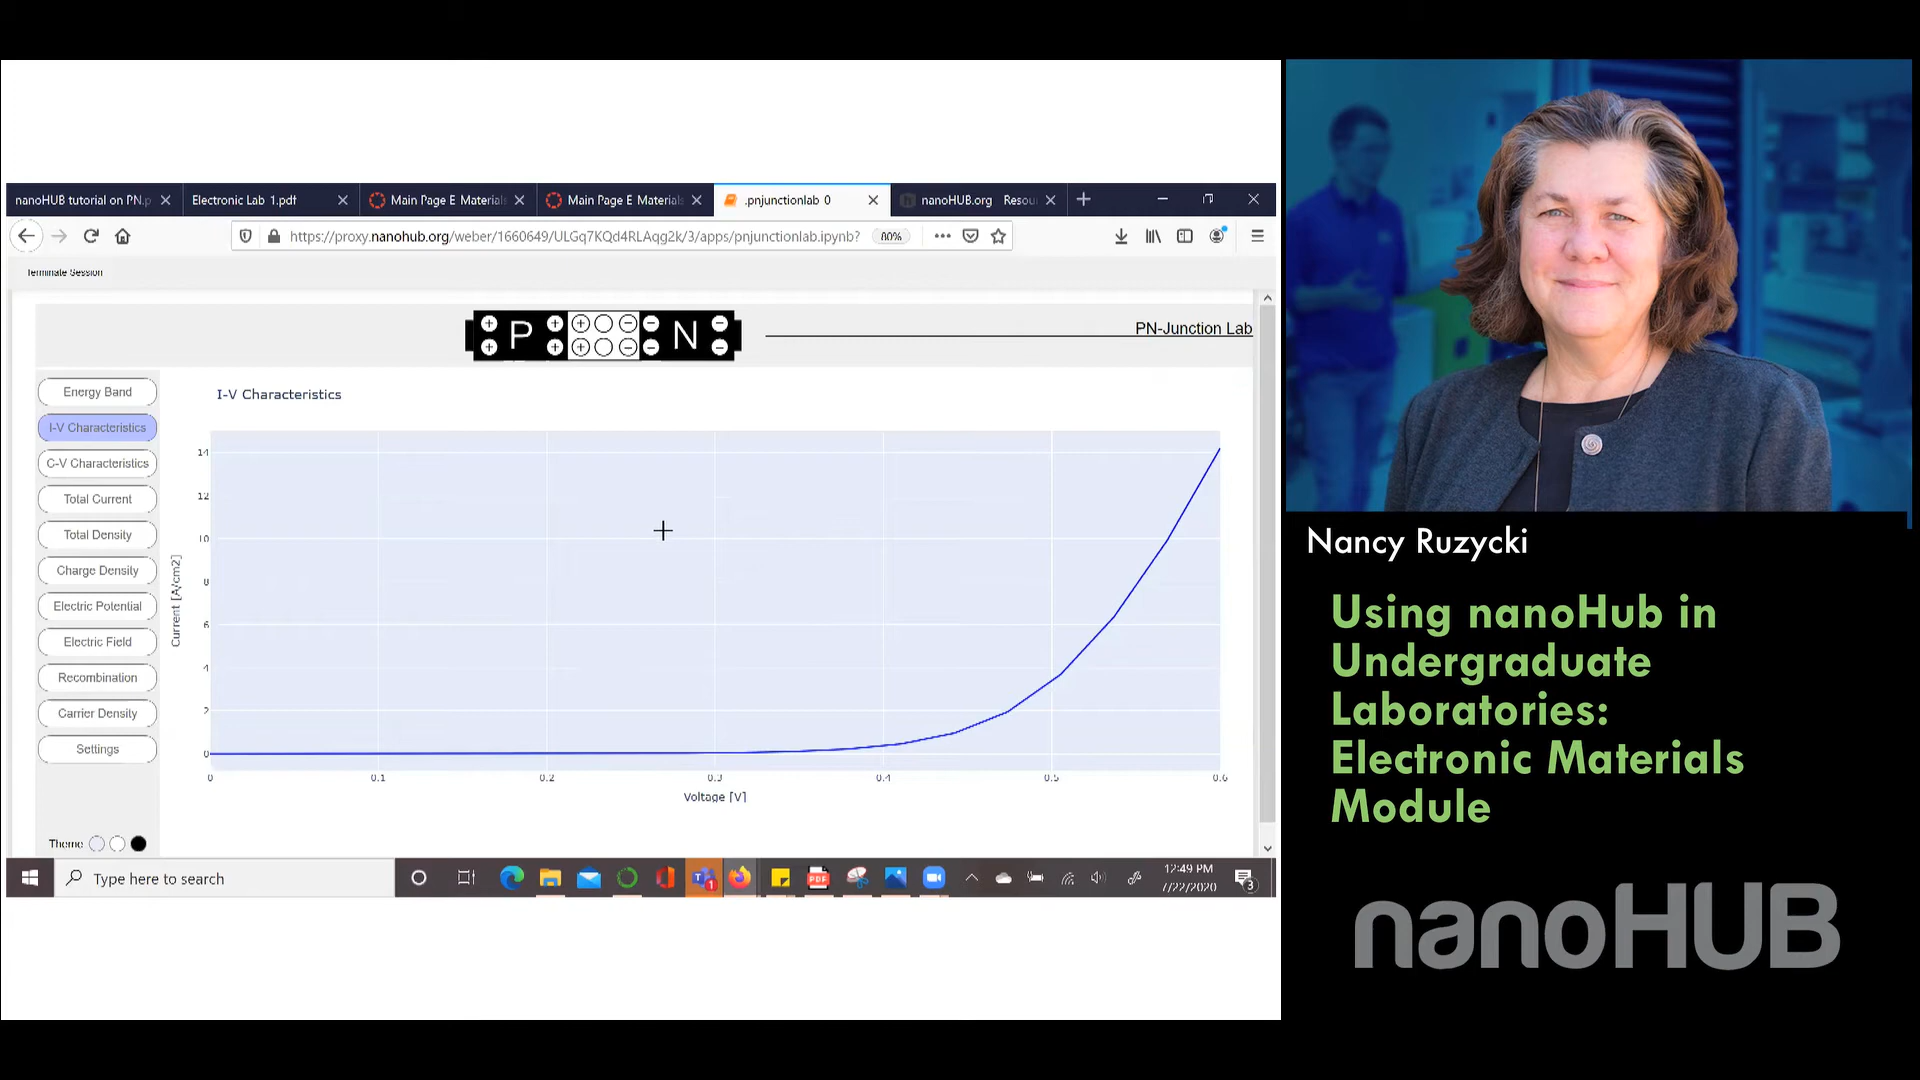 nanoHUB tutorial on PN.p
Electronic Lab 1.pdf
Main Page E Materials
Main Page E Materials
.pnjunctionlab 0
nanoHUB.org Resou
https://proxy.nanohub.org/weber/1660649/ULGq7KQd4RLAqg2k/3/apps/pnjunctionlab.ipynb?
80%
Terminate Session
P N
PN-Junction Lab
Energy Band
I-V Characteristics
C-V Characteristics
Total Current
Total Density
Charge Density
Electric Potential
Electric Field
Recombination
Carrier Density
Settings
Theme
I-V Characteristics
14
12
10
8
6
4
2
0
Current [A/cm2]
0 0.1 0.2 0.3 0.4 0.5 0.6
Voltage [V]
Type here to search
1
PDF
12:49 PM
7/22/2020
3
Nancy Ruzycki
Using nanoHub in
Undergraduate
Laboratories:
Electronic Materials
Module
nanoHUB